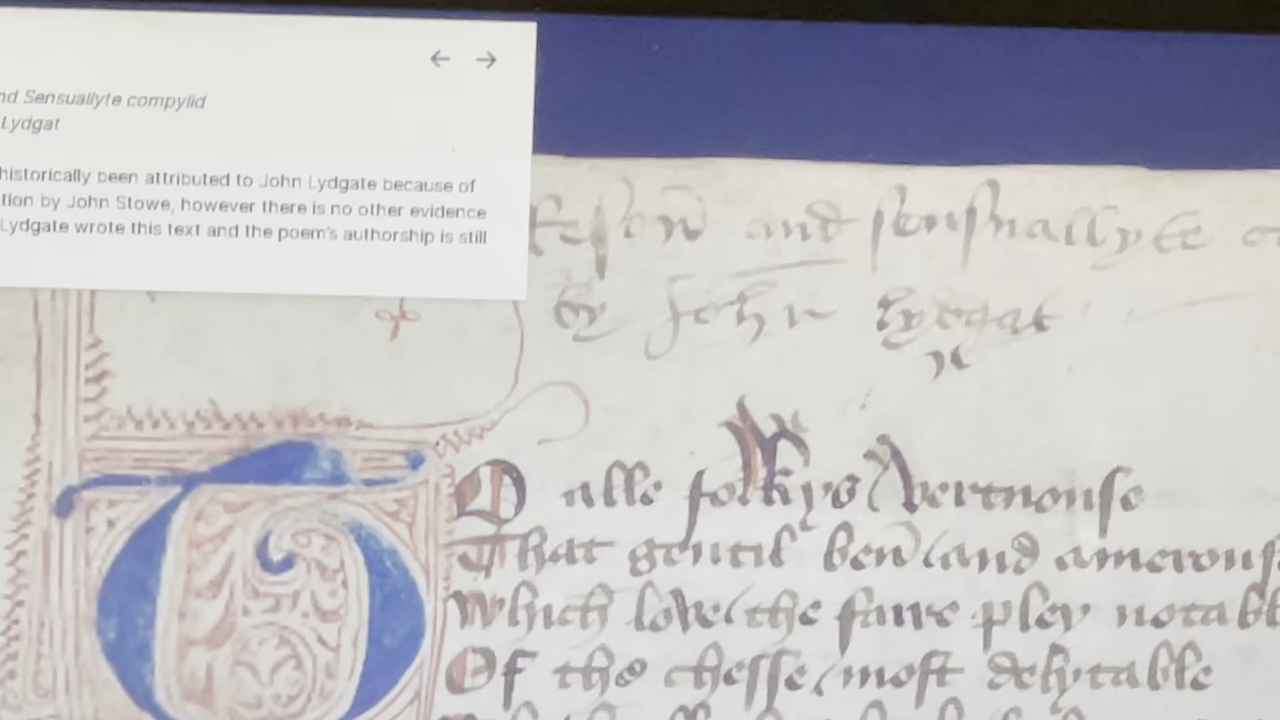 nd Sensuallyte compylid
Lydgat
historically been attributed to John Lydgate because of
tion by John Stowe, however there is no other evidence
Lydgate wrote this text and the poem's authorship is still
Reson and sensuallyte co
by John Lydgat
O alle folkys vertuouse
That gentil ben and amerous
Which love the faire pley notabl
Of the chesse most delytable